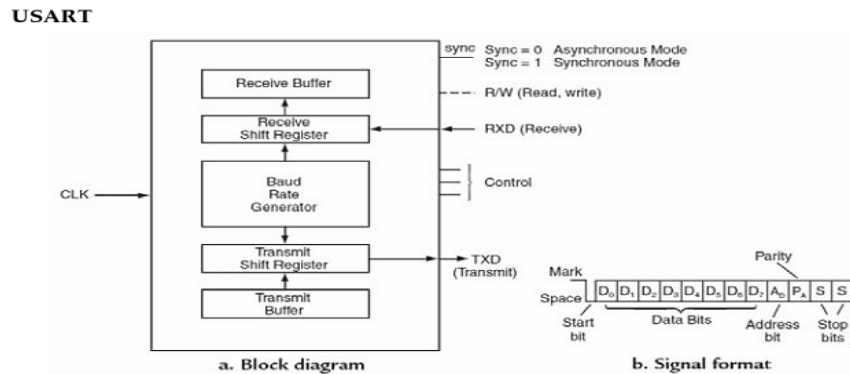 USART
sync Sync = 0 Asynchronous Mode
Sync = 1 Synchronous Mode
Receive Buffer
R/W (Read, write)
Receive
Shift Register
RXD (Receive)
Baud
Rate
Generator
Control
CLK
Transmit
Shift Register
TXD
(Transmit)
Transmit
Buffer
a. Block diagram
Parity
Mark
Space
D0 D1 D2 D3 D4 D5 D6 D7 AD PA S S
Start
bit
Data Bits
Address
bit
Stop
bits
b. Signal format